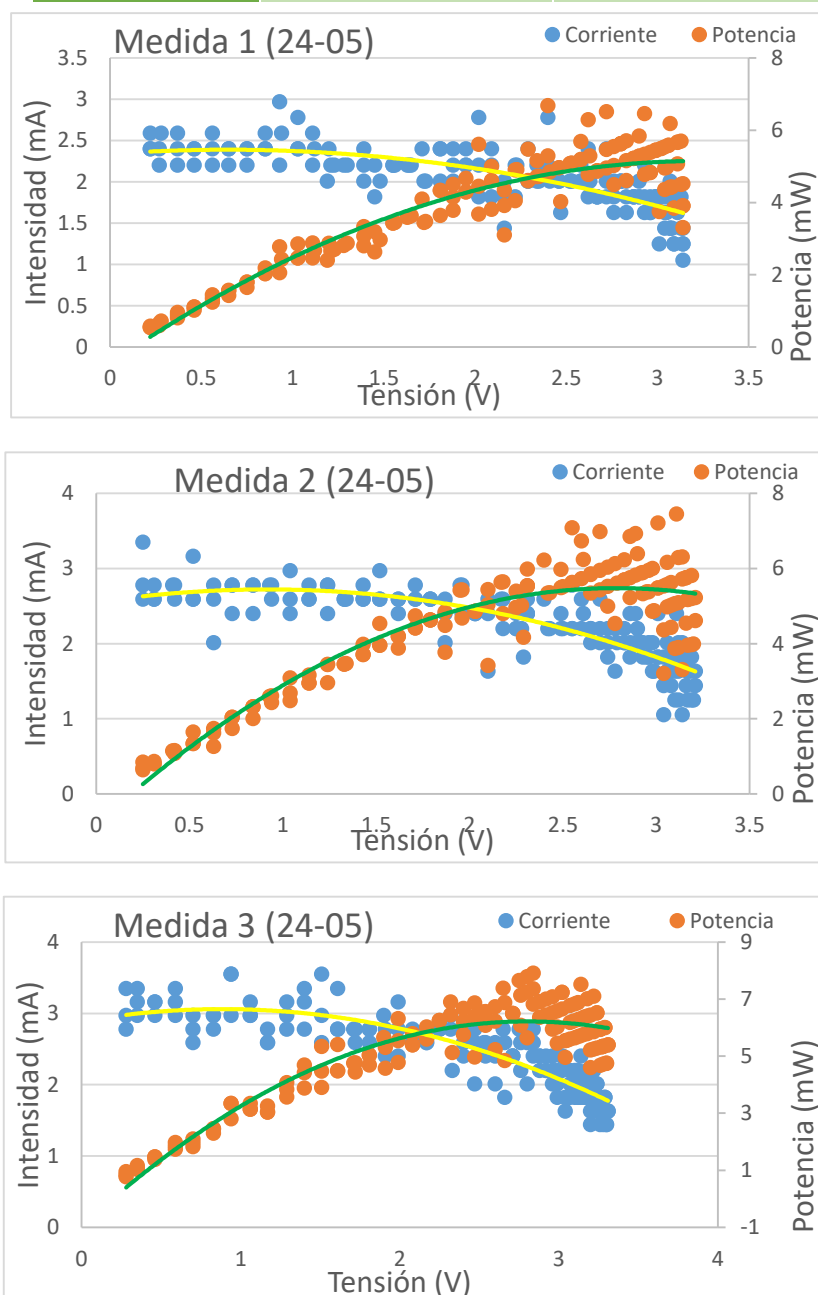 Medida 1 (24-05)
Corriente Potencia
3.5
3
2.5
2
1.5
1
0.5
0
8
6
4
2
0
Intensidad (mA)
Potencia (mW)
0 0.5 1 1.5 2 2.5 3 3.5
Tensión (V)
Medida 2 (24-05)
Corriente Potencia
4
3
2
1
0
8
6
4
2
0
Intensidad (mA)
Potencia (mW)
0 0.5 1 1.5 2 2.5 3 3.5
Tensión (V)
Medida 3 (24-05)
Corriente Potencia
4
3
2
1
0
9
7
5
3
1
-1
Intensidad (mA)
Potencia (mW)
0 1 2 3 4
Tensión (V)